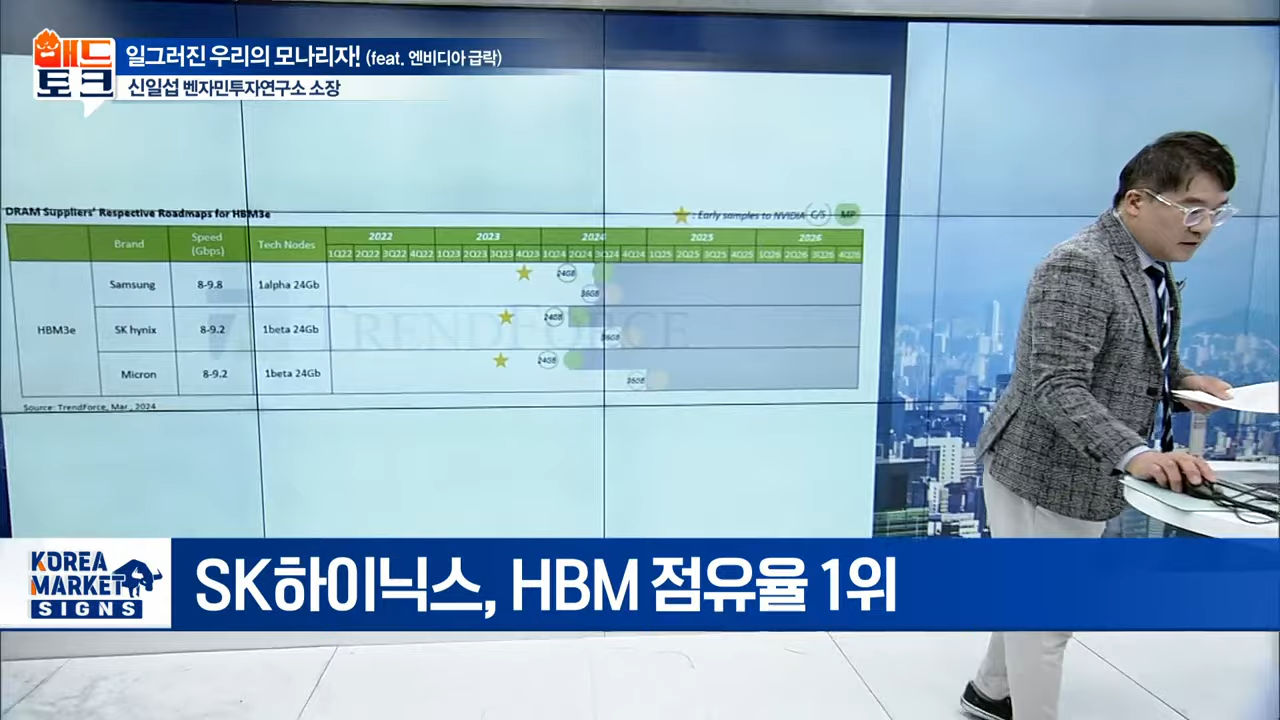 매드
토크
일그러진 우리의 모나리자! (feat. 엔비디아 급락)
신일섭 벤자민투자연구소 소장
DRAM Suppliers' Respective Roadmaps for HBM3e
: Early samples to NVIDIA C/S MP
Brand Speed (Gbps) Tech Nodes 2022 2023 2024 2025 2026
1Q22 2Q22 3Q22 4Q22 1Q23 2Q23 3Q23 4Q23 1Q24 2Q24 3Q24 4Q24 1Q25 2Q25 3Q25 4Q25 1Q26 2Q26 3Q26 4Q26
HBM3e
Samsung 8-9.8 1alpha 24Gb 24GB 36GB
SK hynix 8-9.2 1beta 24Gb 24GB 36GB
Micron 8-9.2 1beta 24Gb 24GB 36GB
TRENDFORCE
Source: TrendForce, Mar., 2024
KOREA
MARKET
SIGNS
SK하이닉스, HBM 점유율 1위